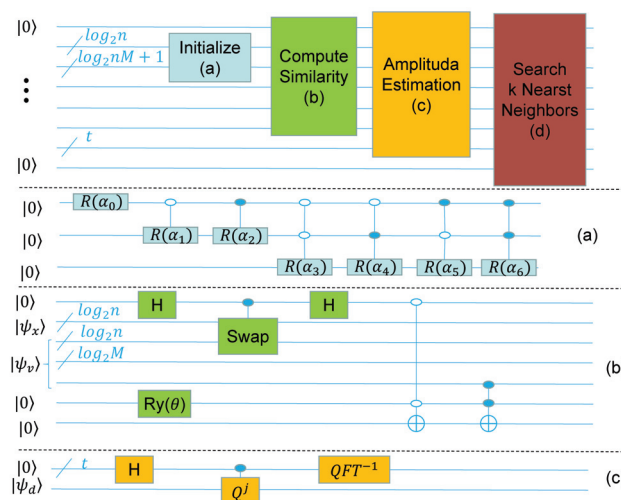 |0⟩
log₂n
log₂nM + 1
Initialize
(a)
Compute
Similarity
(b)
Amplituda
Estimation
(c)
Search
k Nearst
Neighbors
(d)
t
|0⟩
|0⟩ R(α₀)
|0⟩ R(α₁) R(α₂) (a)
|0⟩ R(α₃) R(α₄) R(α₅) R(α₆)
|0⟩ H H
|ψₓ⟩ log₂n
Swap
log₂n
|ψᵥ⟩ log₂M
(b)
|0⟩ Ry(θ)
|0⟩
|0⟩ t H QFT⁻¹ (c)
|ψ_d⟩ Qʲ